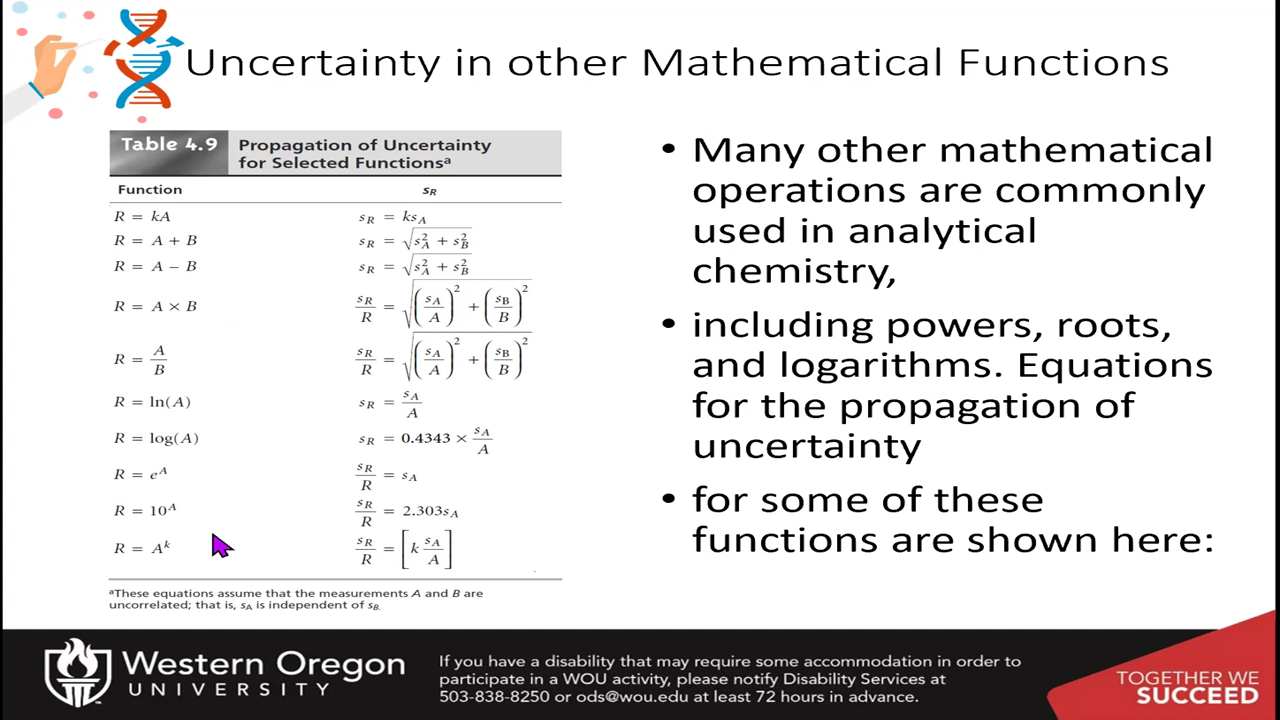 Uncertainty in other Mathematical Functions
Table 4.9
Propagation of Uncertainty
for Selected Functionsᵃ
Function s_R
R = kA s_R = ks_A
R = A + B s_R = √(s_A² + s_B²)
R = A − B s_R = √(s_A² + s_B²)
R = A × B s_R/R = √((s_A/A)² + (s_B/B)²)
R = A/B s_R/R = √((s_A/A)² + (s_B/B)²)
R = ln(A) s_R = s_A/A
R = log(A) s_R = 0.4343 × s_A/A
R = eᴬ s_R/R = s_A
R = 10ᴬ s_R/R = 2.303s_A
R = Aᵏ s_R/R = [k s_A/A]
ᵃThese equations assume that the measurements A and B are
uncorrelated; that is, s_A is independent of s_B.
• Many other mathematical
operations are commonly
used in analytical
chemistry,
• including powers, roots,
and logarithms. Equations
for the propagation of
uncertainty
• for some of these
functions are shown here:
Western Oregon
UNIVERSITY
If you have a disability that may require some accommodation in order to
participate in a WOU activity, please notify Disability Services at
503-838-8250 or ods@wou.edu at least 72 hours in advance.
TOGETHER WE
SUCCEED